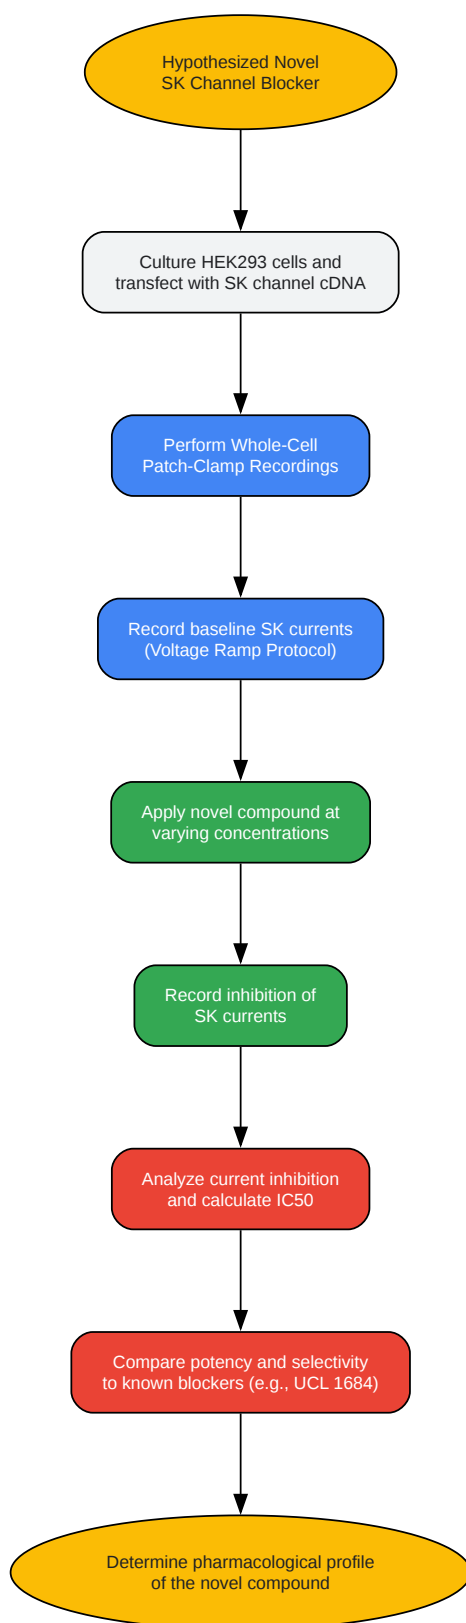 Hypothesized Novel
SK Channel Blocker
Culture HEK293 cells and
transfect with SK channel cDNA
Perform Whole-Cell
Patch-Clamp Recordings
Record baseline SK currents
(Voltage Ramp Protocol)
Apply novel compound at
varying concentrations
Record inhibition of
SK currents
Analyze current inhibition
and calculate IC50
Compare potency and selectivity
to known blockers (e.g., UCL 1684)
Determine pharmacological profile
of the novel compound